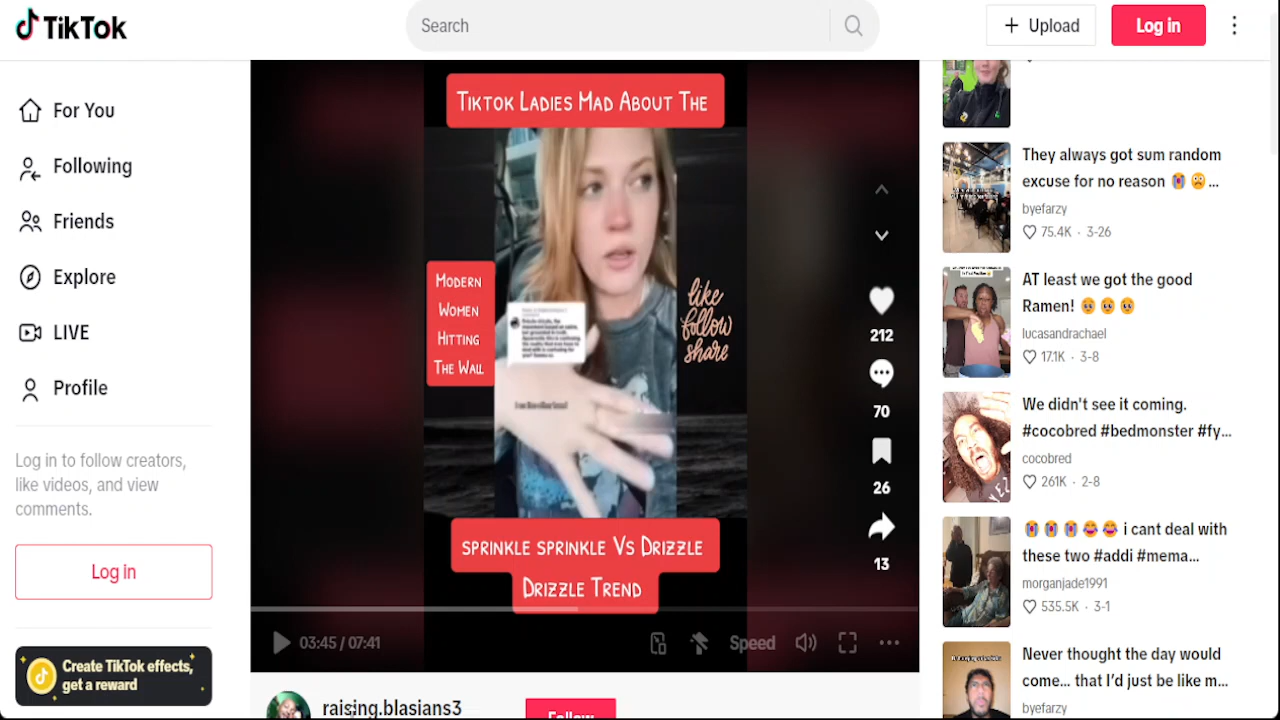 TikTok
Search
+ Upload
Log in
For You
Following
Friends
Explore
LIVE
Profile
Log in to follow creators,
like videos, and view
comments.
Log in
Create TikTok effects,
get a reward
Tiktok Ladies Mad About The
Modern
Women
Hitting
The Wall
like
follow
share
sprinkle sprinkle Vs Drizzle
Drizzle Trend
212
70
26
13
03:45 / 07:41
Speed
raising.blasians3
Follow
They always got sum random
excuse for no reason 😭 🙁 ...
byefarzy
75.4K · 3-26
AT least we got the good
Ramen! 🥺 🥺 🥺
lucasandrachael
17.1K · 3-8
We didn't see it coming.
#cocobred #bedmonster #fy...
cocobred
261K · 2-8
😭 😭 😭 😂 😂 i cant deal with
these two #addi #mema...
morganjade1991
535.5K · 3-1
Never thought the day would
come... that I'd just be like m...
byefarzy